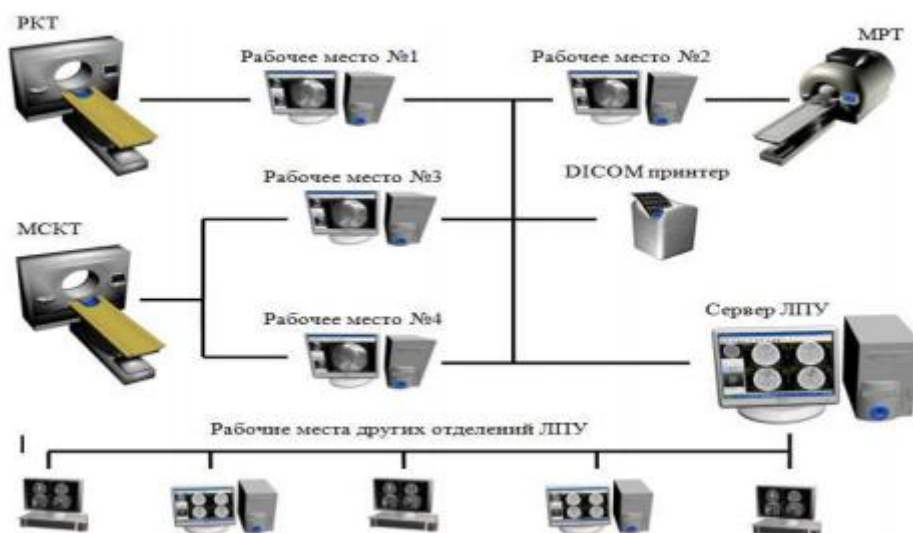 РКТ
Рабочее место №1
Рабочее место №2
МРТ
Рабочее место №3
DICOM принтер
МСКТ
Рабочее место №4
Сервер ЛПУ
Рабочие места других отделений ЛПУ